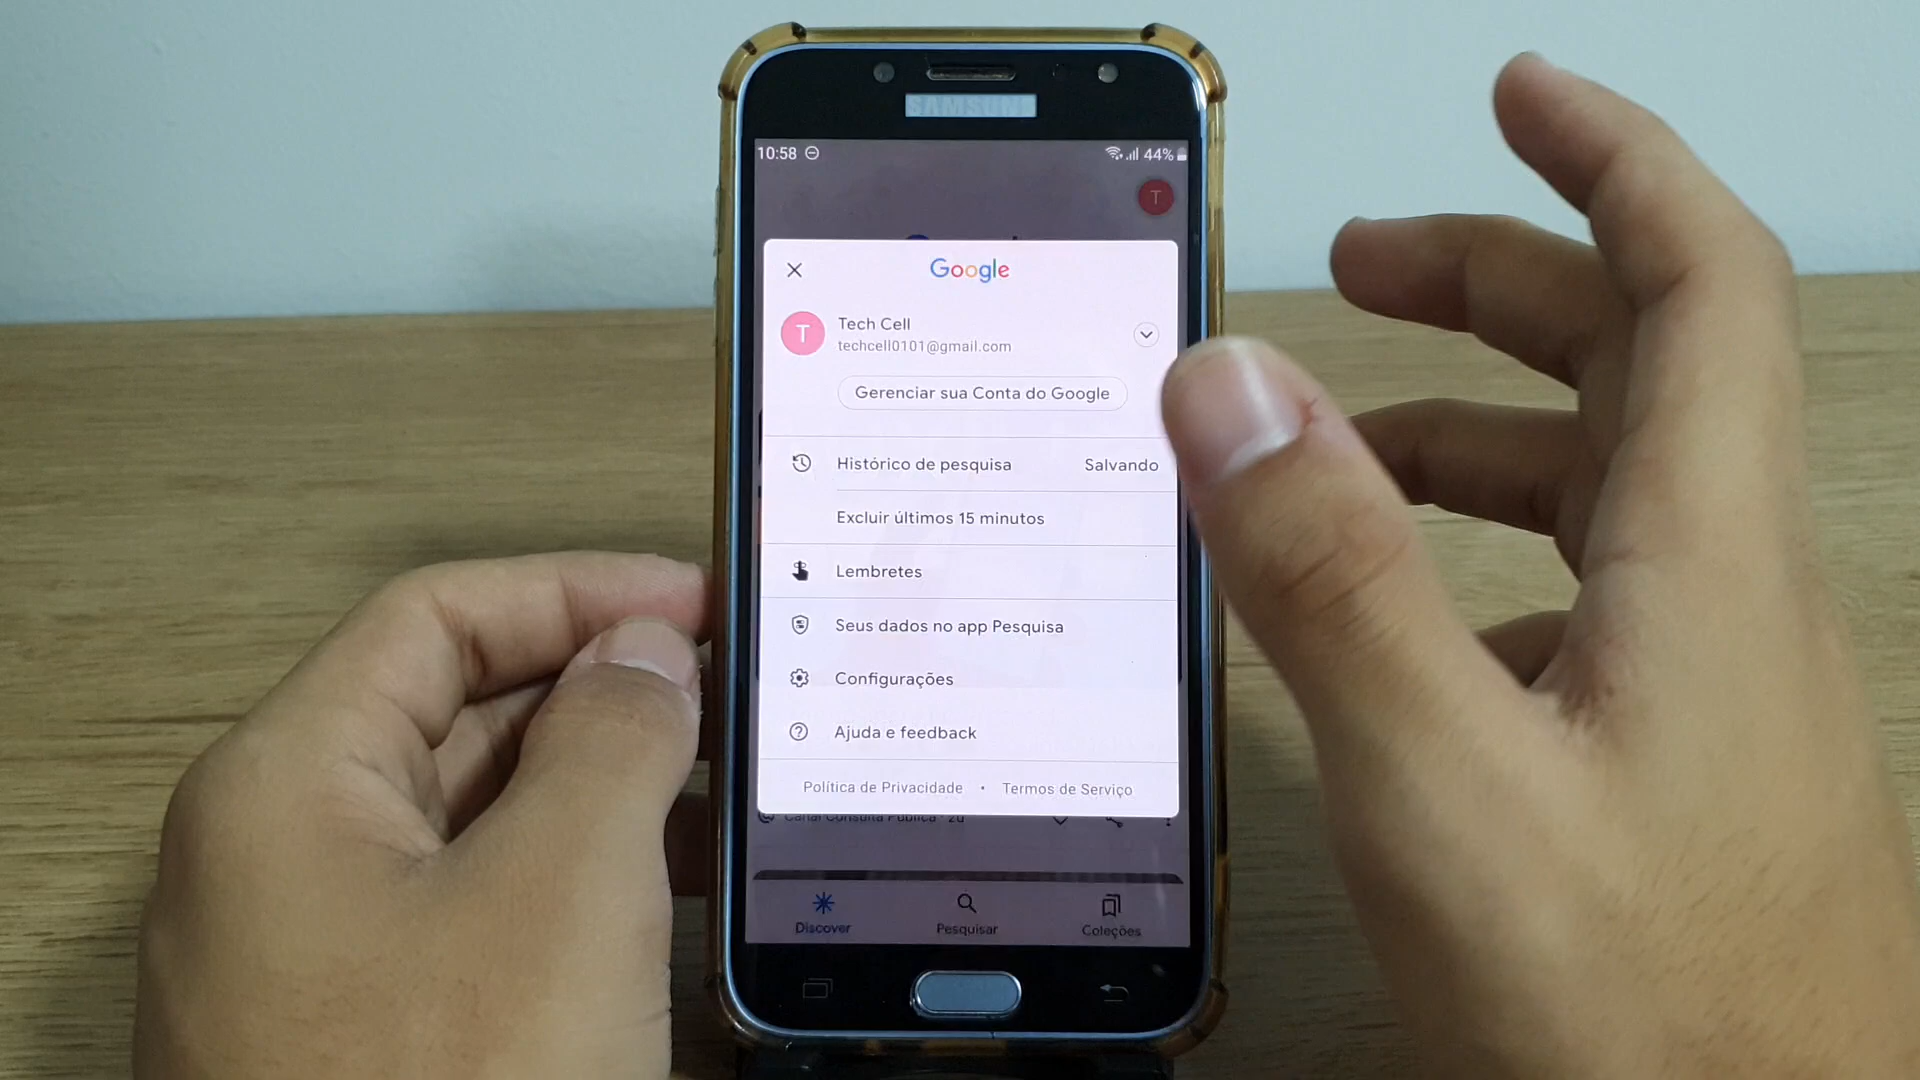 SAMSUNG
10:58
44%
T
Google
T
Tech Cell
techcell0101@gmail.com
Gerenciar sua Conta do Google
Histórico de pesquisa
Salvando
Excluir últimos 15 minutos
Lembretes
Seus dados no app Pesquisa
Configurações
Ajuda e feedback
Política de Privacidade • Termos de Serviço
Canal Consulta Pública · 2d
Discover
Pesquisar
Coleções